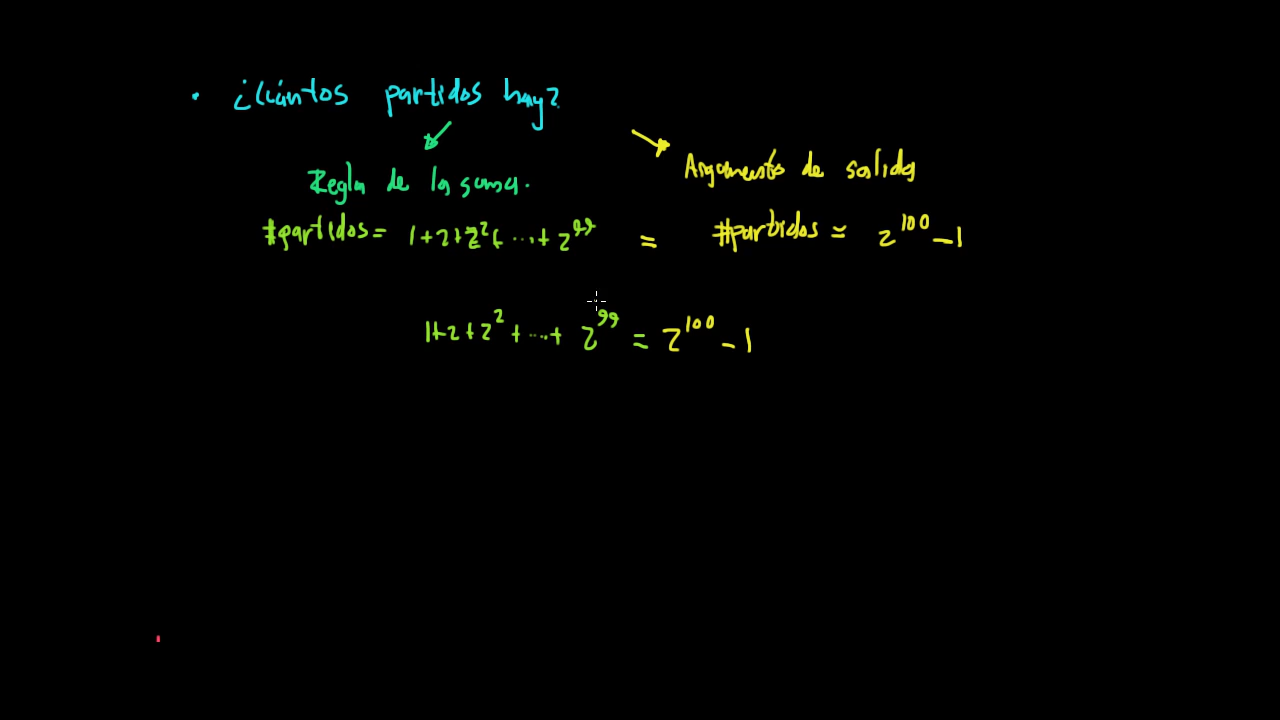 • ¿Cuántos partidos hay?
Regla de la suma.
Argumento de salida
#partidos = 1+2+2²+...+2⁹⁹ = #partidos = 2¹⁰⁰-1
1+2+2²+...+2⁹⁹ = 2¹⁰⁰-1